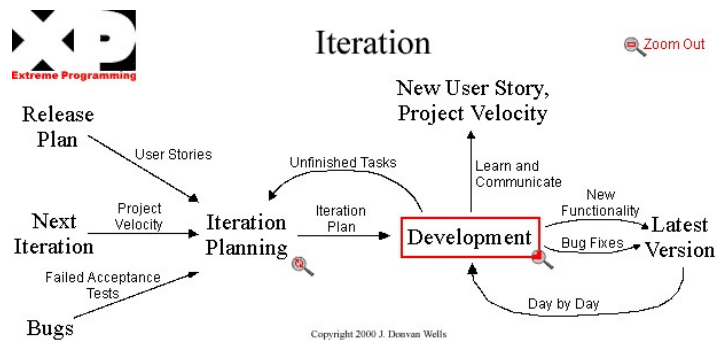 XP
Extreme Programming
Iteration
Zoom Out
New User Story,
Project Velocity
Release
Plan
User Stories
Unfinished Tasks
Learn and
Communicate
Next
Iteration
Project
Velocity
Iteration
Planning
Iteration
Plan
Development
New
Functionality
Bug Fixes
Latest
Version
Failed Acceptance
Tests
Day by Day
Bugs
Copyright 2000 J. Donvan Wells